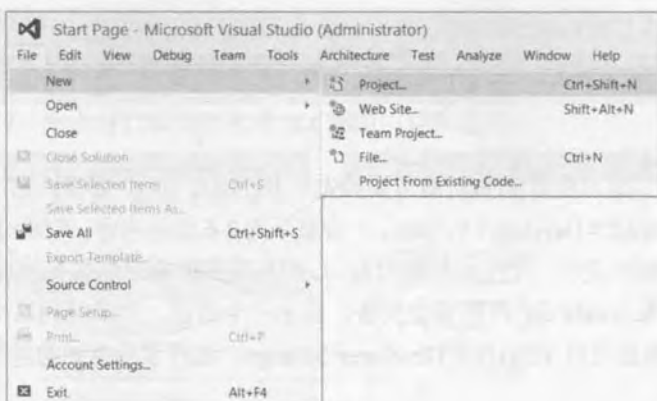 Start Page - Microsoft Visual Studio (Administrator)
File Edit View Debug Team Tools Architecture Test Analyze Window Help
New
Open
Close
Close Solution
Save Selected Items Ctrl+S
Save Selected Items As...
Save All Ctrl+Shift+S
Export Template...
Source Control
Page Setup...
Print... Ctrl+P
Account Settings...
Exit Alt+F4
Project... Ctrl+Shift+N
Web Site... Shift+Alt+N
Team Project...
File... Ctrl+N
Project From Existing Code...